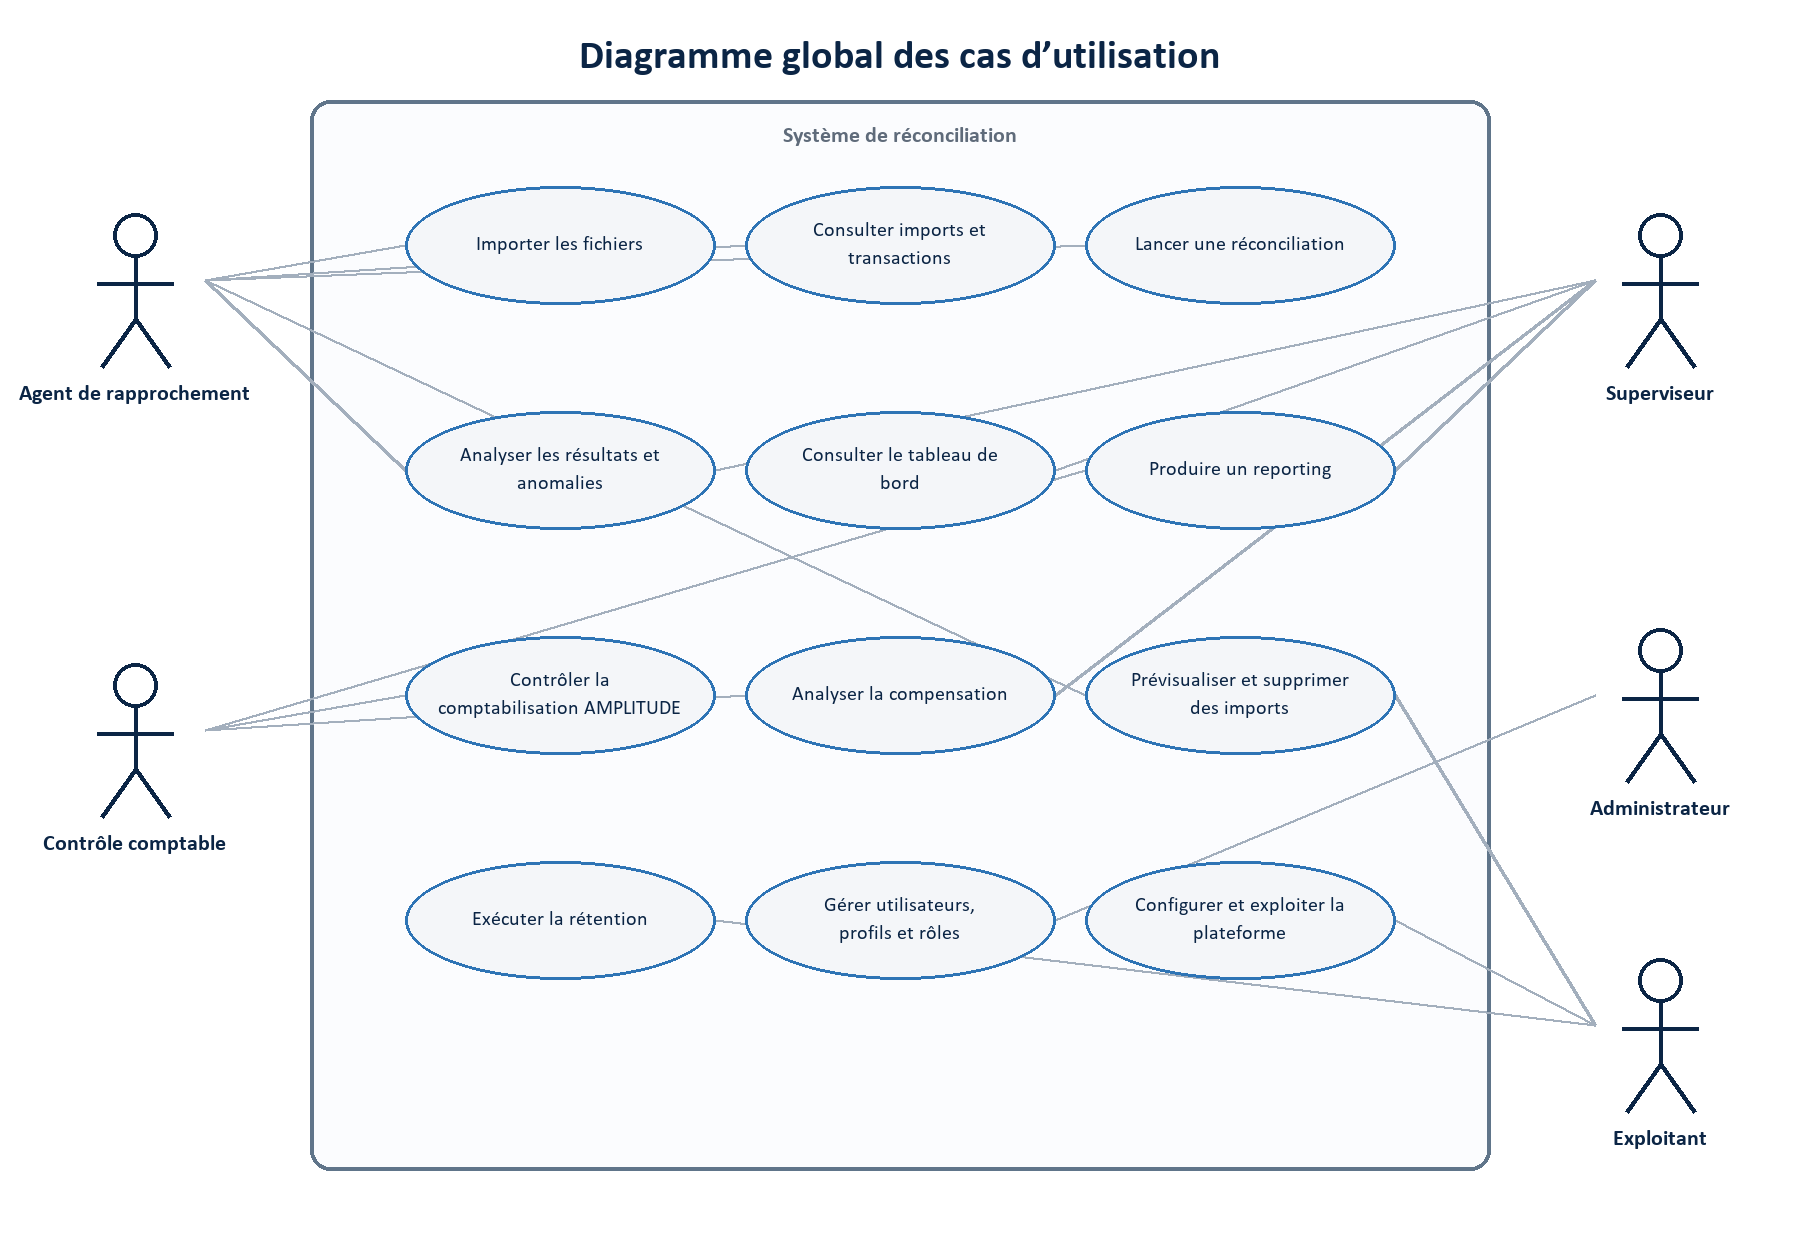 Diagramme global des cas d’utilisation
Système de réconciliation
Importer les fichiers
Consulter imports et
transactions
Lancer une réconciliation
Agent de rapprochement
Superviseur
Analyser les résultats et
anomalies
Consulter le tableau de
bord
Produire un reporting
Contrôler la
comptabilisation AMPLITUDE
Analyser la compensation
Prévisualiser et supprimer
des imports
Contrôle comptable
Administrateur
Exécuter la rétention
Gérer utilisateurs,
profils et rôles
Configurer et exploiter la
plateforme
Exploitant